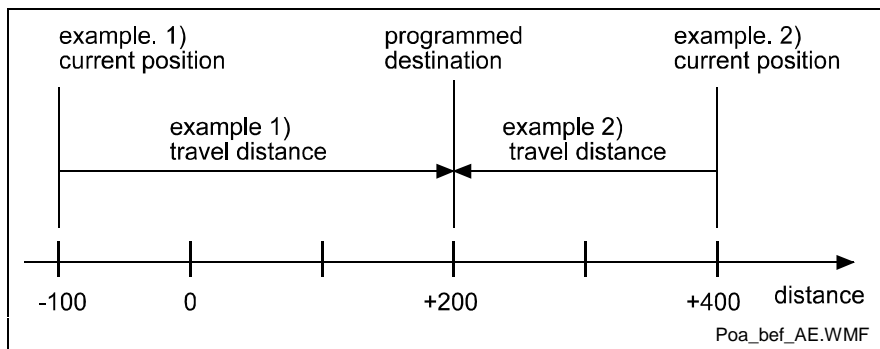 example. 1)
current position
programmed
destination
example. 2)
current position
example 1)
travel distance
example 2)
travel distance
-100
0
+200
+400
distance
Poa_bef_AE.WMF